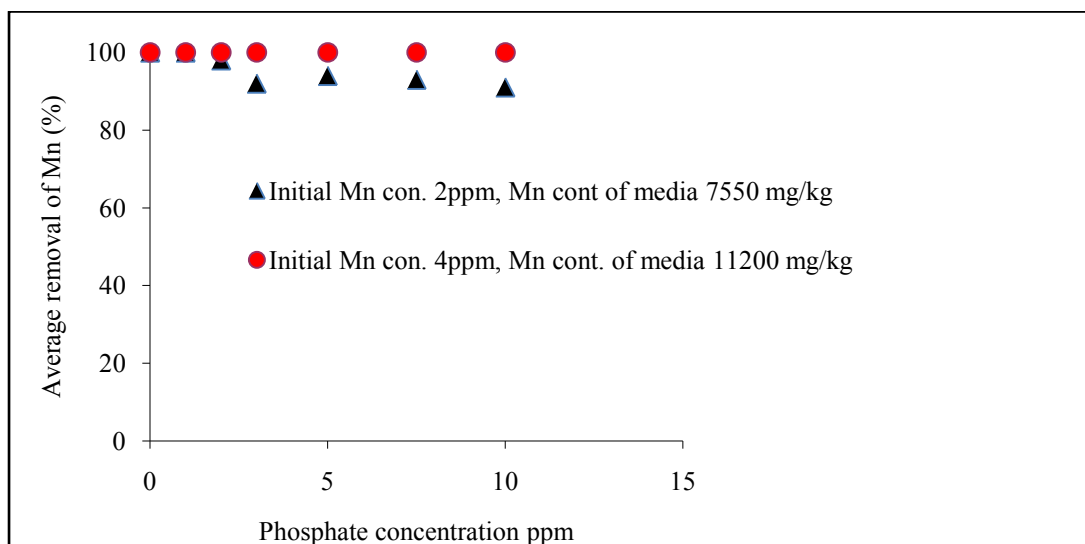 Average removal of Mn (%)
100
80
60
40
20
0
Initial Mn con. 2ppm, Mn cont of media 7550 mg/kg
Initial Mn con. 4ppm, Mn cont. of media 11200 mg/kg
0 5 10 15
Phosphate concentration ppm